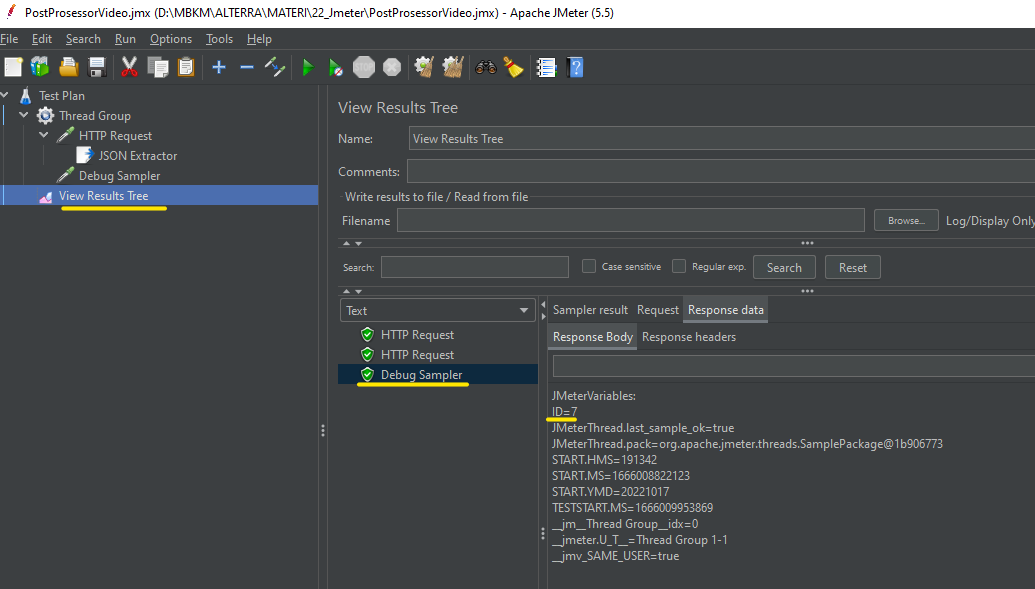 PostProsessorVideo.jmx (D:\MBKM\ALTERRA\MATERI\22_Jmeter\PostProsessorVideo.jmx) - Apache JMeter (5.5)
File Edit Search Run Options Tools Help
Test Plan
Thread Group
HTTP Request
JSON Extractor
Debug Sampler
View Results Tree
View Results Tree
Name: View Results Tree
Comments:
Write results to file / Read from file
Filename Browse... Log/Display Only
Search: Case sensitive Regular exp. Search Reset
Text
HTTP Request
HTTP Request
Debug Sampler
Sampler result Request Response data
Response Body Response headers
JMeterVariables:
ID=7
JMeterThread.last_sample_ok=true
JMeterThread.pack=org.apache.jmeter.threads.SamplePackage@1b906773
START.HMS=191342
START.MS=1666008822123
START.YMD=20221017
TESTSTART.MS=1666009953869
__jm__Thread Group__idx=0
__jmeter.U_T__=Thread Group 1-1
__jmv_SAME_USER=true